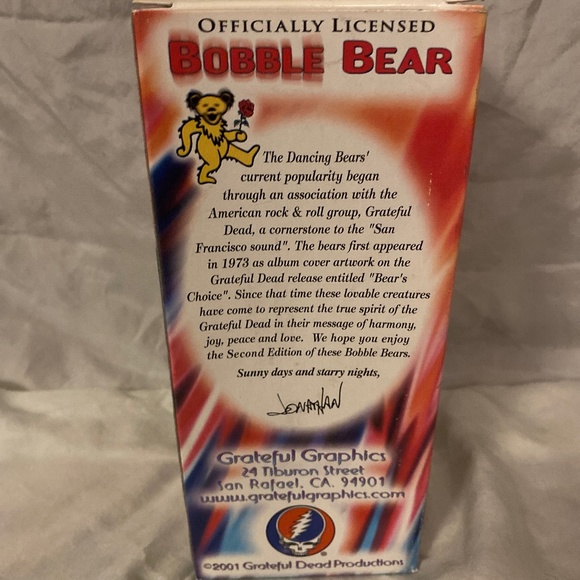 OFFICIALLY LICENSED
BOBBLE BEAR
The Dancing Bears'
current popularity began
through an association with the
American rock & roll group, Grateful
Dead, a cornerstone to the "San
Francisco sound". The bears first appeared
in 1973 as album cover artwork on the
Grateful Dead release entitled "Bear's
Choice". Since that time these lovable creatures
have come to represent the true spirit of the
Grateful Dead in their message of harmony,
joy, peace and love. We hope you enjoy
the Second Edition of these Bobble Bears.
Sunny days and starry nights,
JONATHAN
Grateful Graphics
24 Tiburon Street
San Rafael, CA. 94901
www.gratefulgraphics.com
®
©2001 Grateful Dead Productions